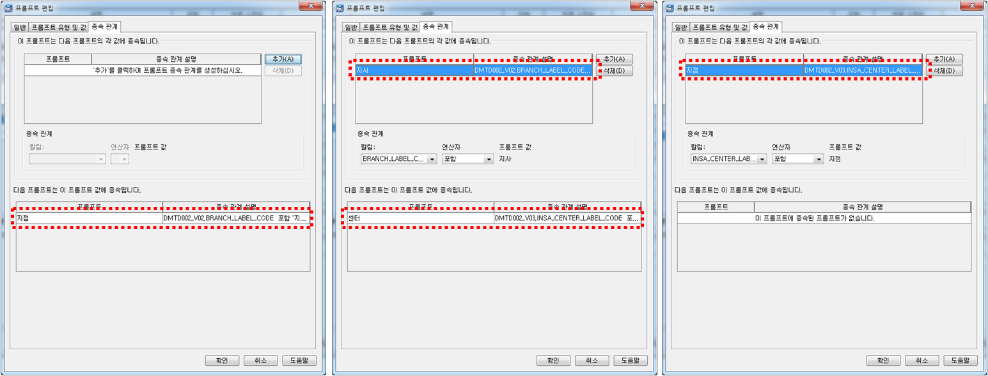 프롬프트 편집
일반 프롬프트 유형 및 값 종속 관계
이 프롬프트는 다음 프롬프트의 각 값에 종속됩니다.
프롬프트 종속 관계 설명
'추가'를 클릭하여 프롬프트 종속 관계를 생성하십시오.
추가(A)
삭제(D)
종속 관계
컬럼: 연산자 프롬프트 값
다음 프롬프트는 이 프롬프트 값에 종속됩니다.
프롬프트 종속 관계 설명
지점 DMTD002_V02.BRANCH_LABEL_CODE 포함 "지...
확인 취소 도움말
프롬프트 편집
일반 프롬프트 유형 및 값 종속 관계
이 프롬프트는 다음 프롬프트의 각 값에 종속됩니다.
프롬프트 종속 관계 설명
지사 DMTD002_V02.BRANCH_LABEL_CODE...
추가(A)
삭제(D)
종속 관계
컬럼: 연산자 프롬프트 값
BRANCH_LABEL_C... 포함 지사
다음 프롬프트는 이 프롬프트 값에 종속됩니다.
프롬프트 종속 관계 설명
센터 DMTD002_V03.INSA_CENTER_LABEL_CODE 포...
확인 취소 도움말
프롬프트 편집
일반 프롬프트 유형 및 값 종속 관계
이 프롬프트는 다음 프롬프트의 각 값에 종속됩니다.
프롬프트 종속 관계 설명
지점 DMTD002_V03.INSA_CENTER_LABEL_...
추가(A)
삭제(D)
종속 관계
컬럼: 연산자 프롬프트 값
INSA_CENTER_LAB... 포함 지점
다음 프롬프트는 이 프롬프트 값에 종속됩니다.
프롬프트 종속 관계 설명
이 프롬프트에 종속된 프롬프트가 없습니다.
확인 취소 도움말